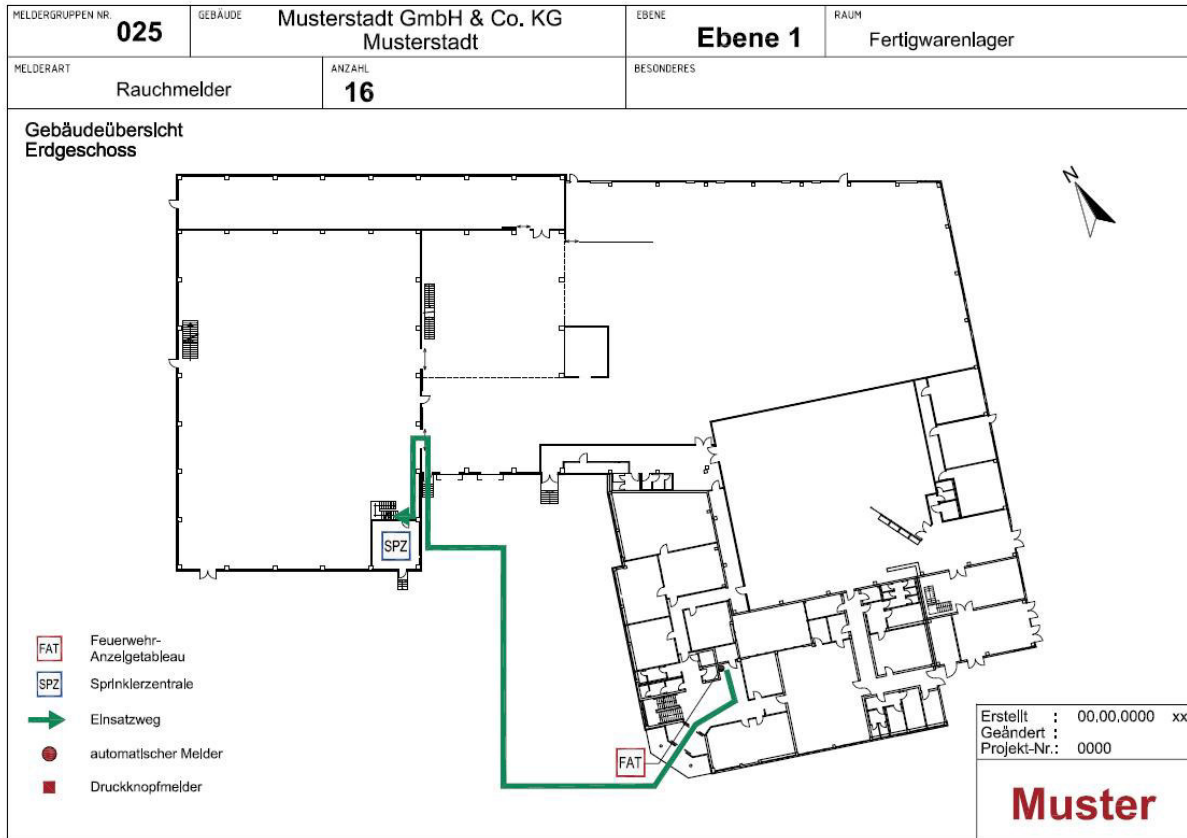 MELDERGRUPPEN NR.
025
GEBÄUDE
Musterstadt GmbH & Co. KG
Musterstadt
EBENE
Ebene 1
RAUM
Fertigwarenlager
MELDERART
Rauchmelder
ANZAHL
16
BESONDERES
Gebäudeübersicht
Erdgeschoss
N
SPZ
FAT
FAT
Feuerwehr-
Anzeigetableau
SPZ
Sprinklerzentrale
Einsatzweg
automatischer Melder
Druckknopfmelder
Erstellt : 00.00.0000 xx
Geändert :
Projekt-Nr.: 0000
Muster